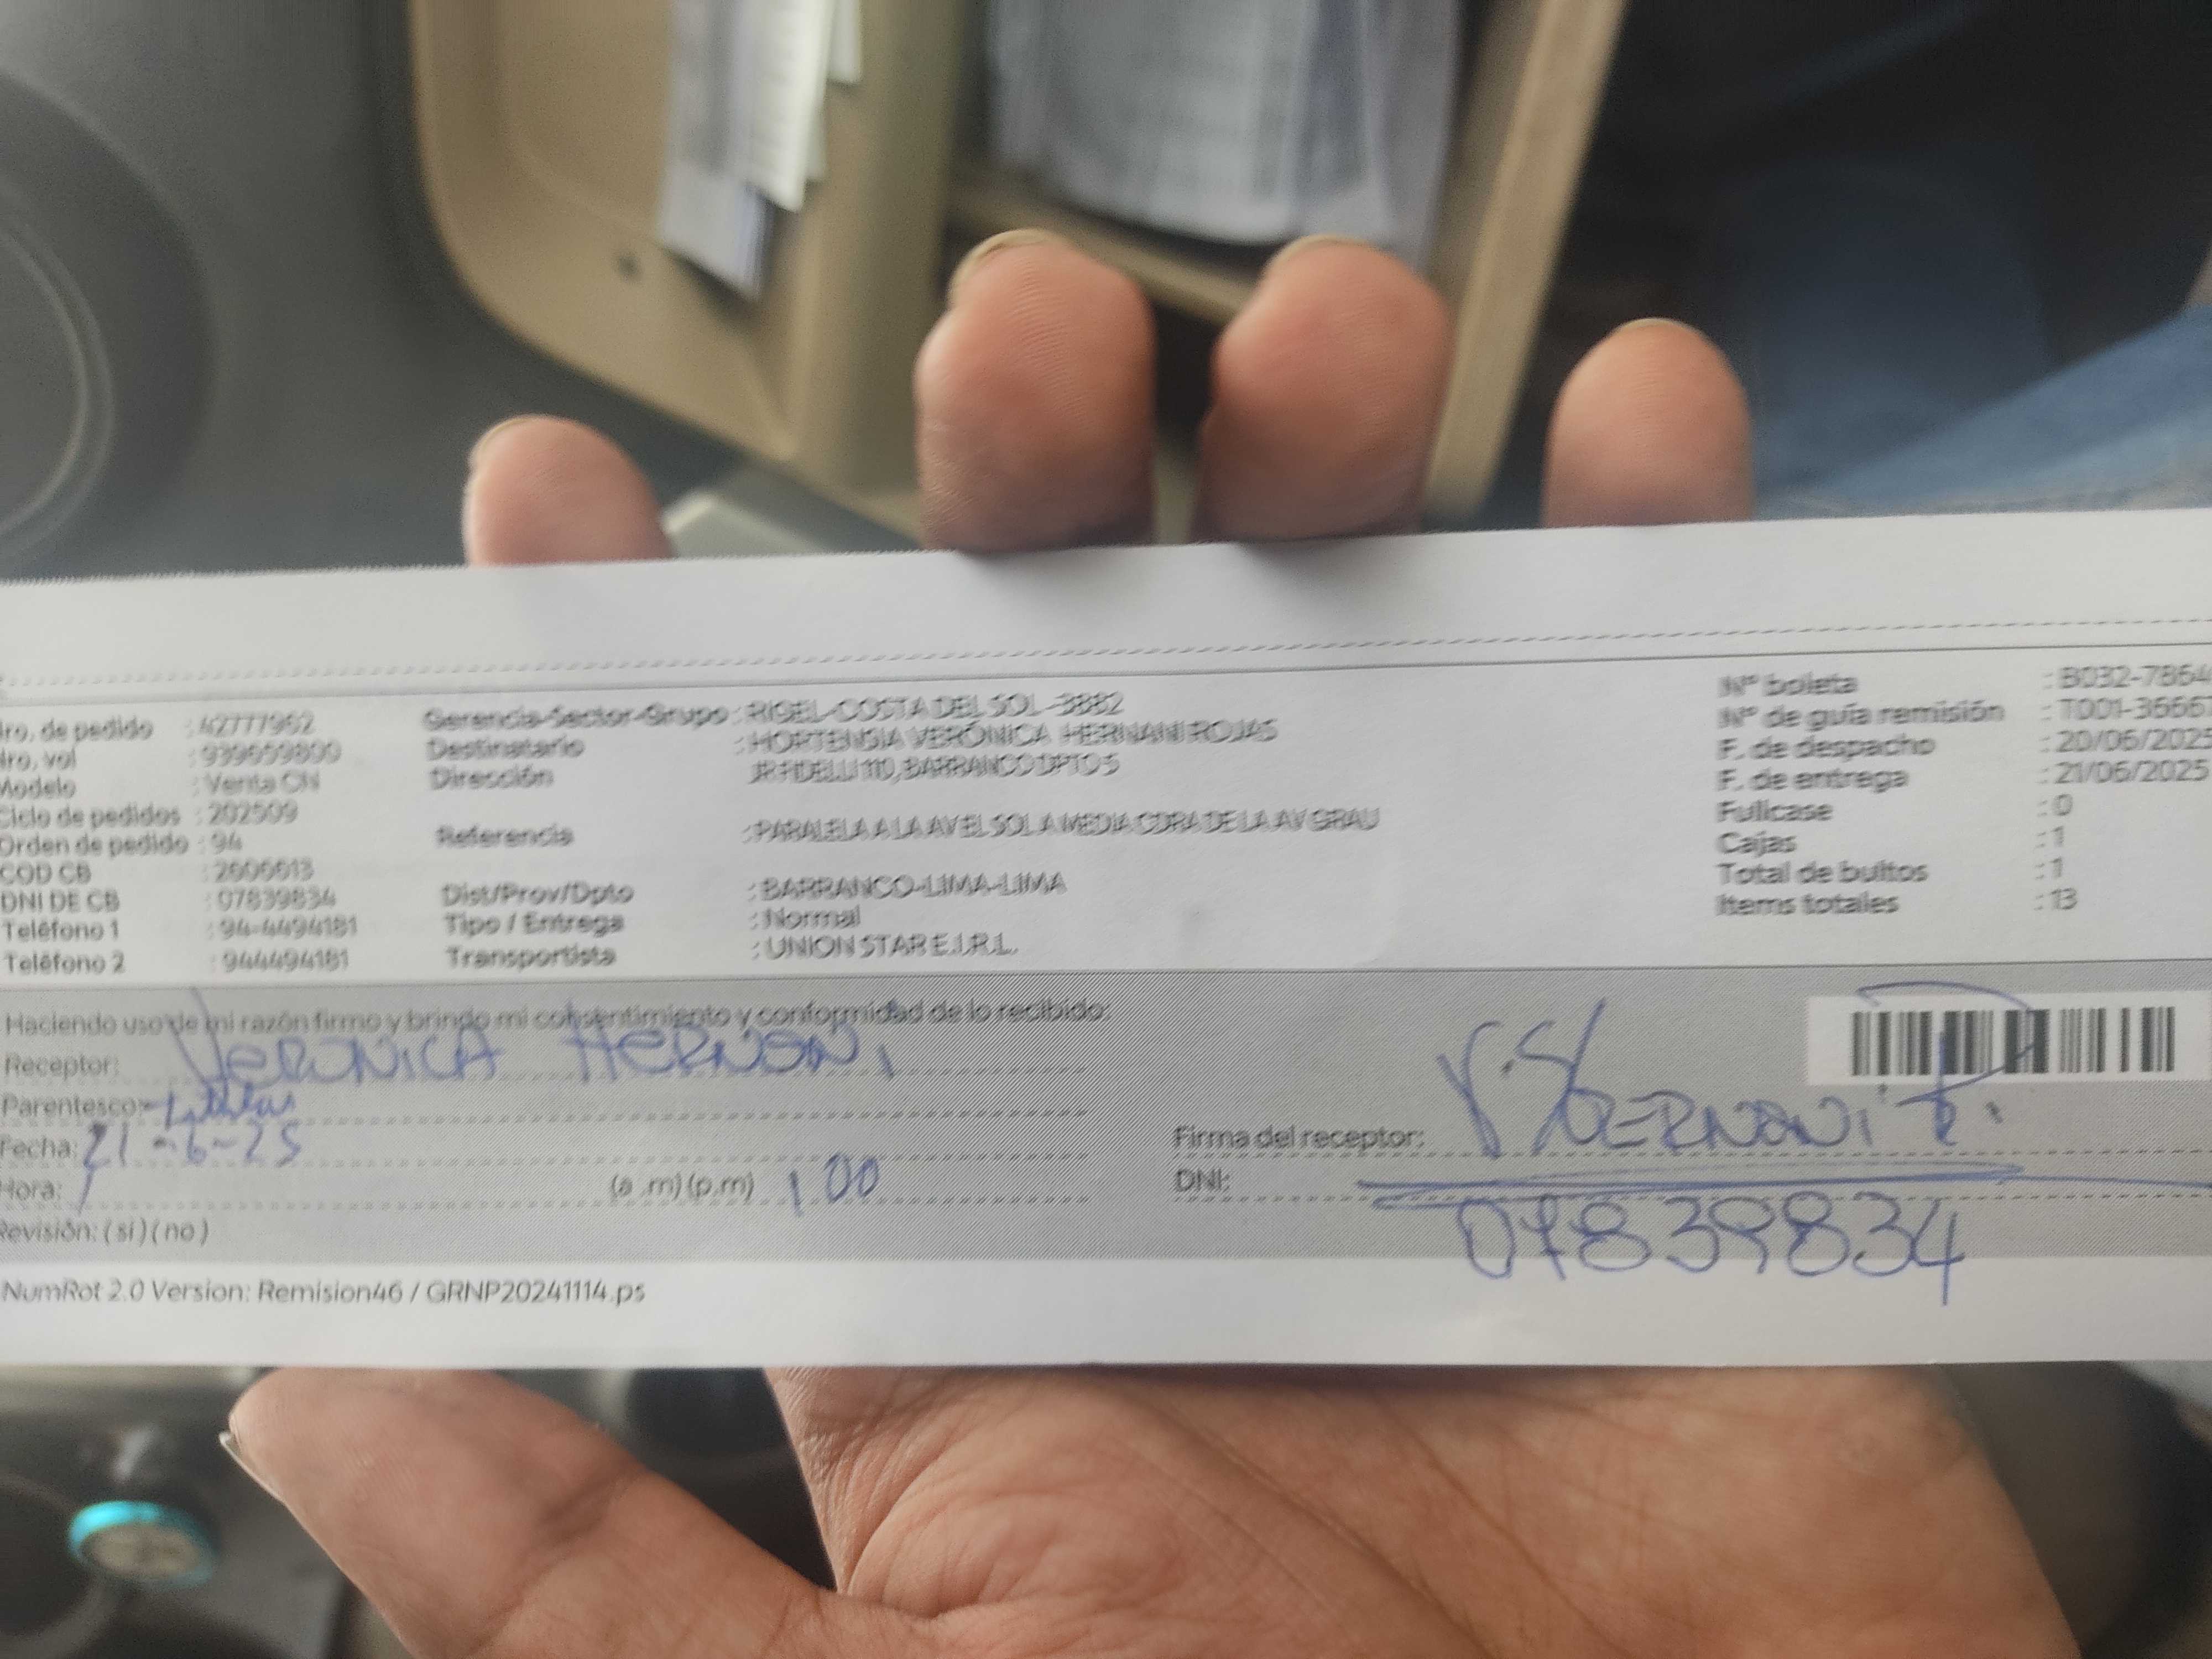 Nro. de pedido : 42777962 Gerencia-Sector-Grupo : RIGEL-COSTA DEL SOL -3882 N° boleta : B032-7864
Nro. vol Destinatario : HORTENSIA VERÓNICA HERNANI ROJAS N° de guía remisión : T001-36667
Modelo : Venta CN Dirección JR FIDELLI 110, BARRANCO DPTO 5 F. de despacho : 20/06/2025
Ciclo de pedidos : 202509 F. de entrega : 21/06/2025
Orden de pedido : 94 Referencia : PARALELA A LA AV EL SOL A MEDIA CDRA DE LA AV GRAU Fullcase : 0
COD CB : 2606613 Cajas : 1
DNI DE CB : 07839834 Dist/Prov/Dpto : BARRANCO-LIMA-LIMA Total de bultos : 1
Teléfono 1 : 94-4494181 Tipo / Entrega : Normal Items totales : 13
Teléfono 2 : 944494181 Transportista : UNION STAR E.I.R.L.
Haciendo uso de mi razón firmo y brindo mi consentimiento y conformidad de lo recibido:
Receptor: VERONICA HERNANI
Parentesco:
Fecha: 21-6-25 Firma del receptor: V. HERNANI R.
Hora: (a .m) (p.m) 1.00 DNI: 07839834
Revisión: ( sí ) ( no )
NumRot 2.0 Version: Remision46 / GRNP20241114.ps